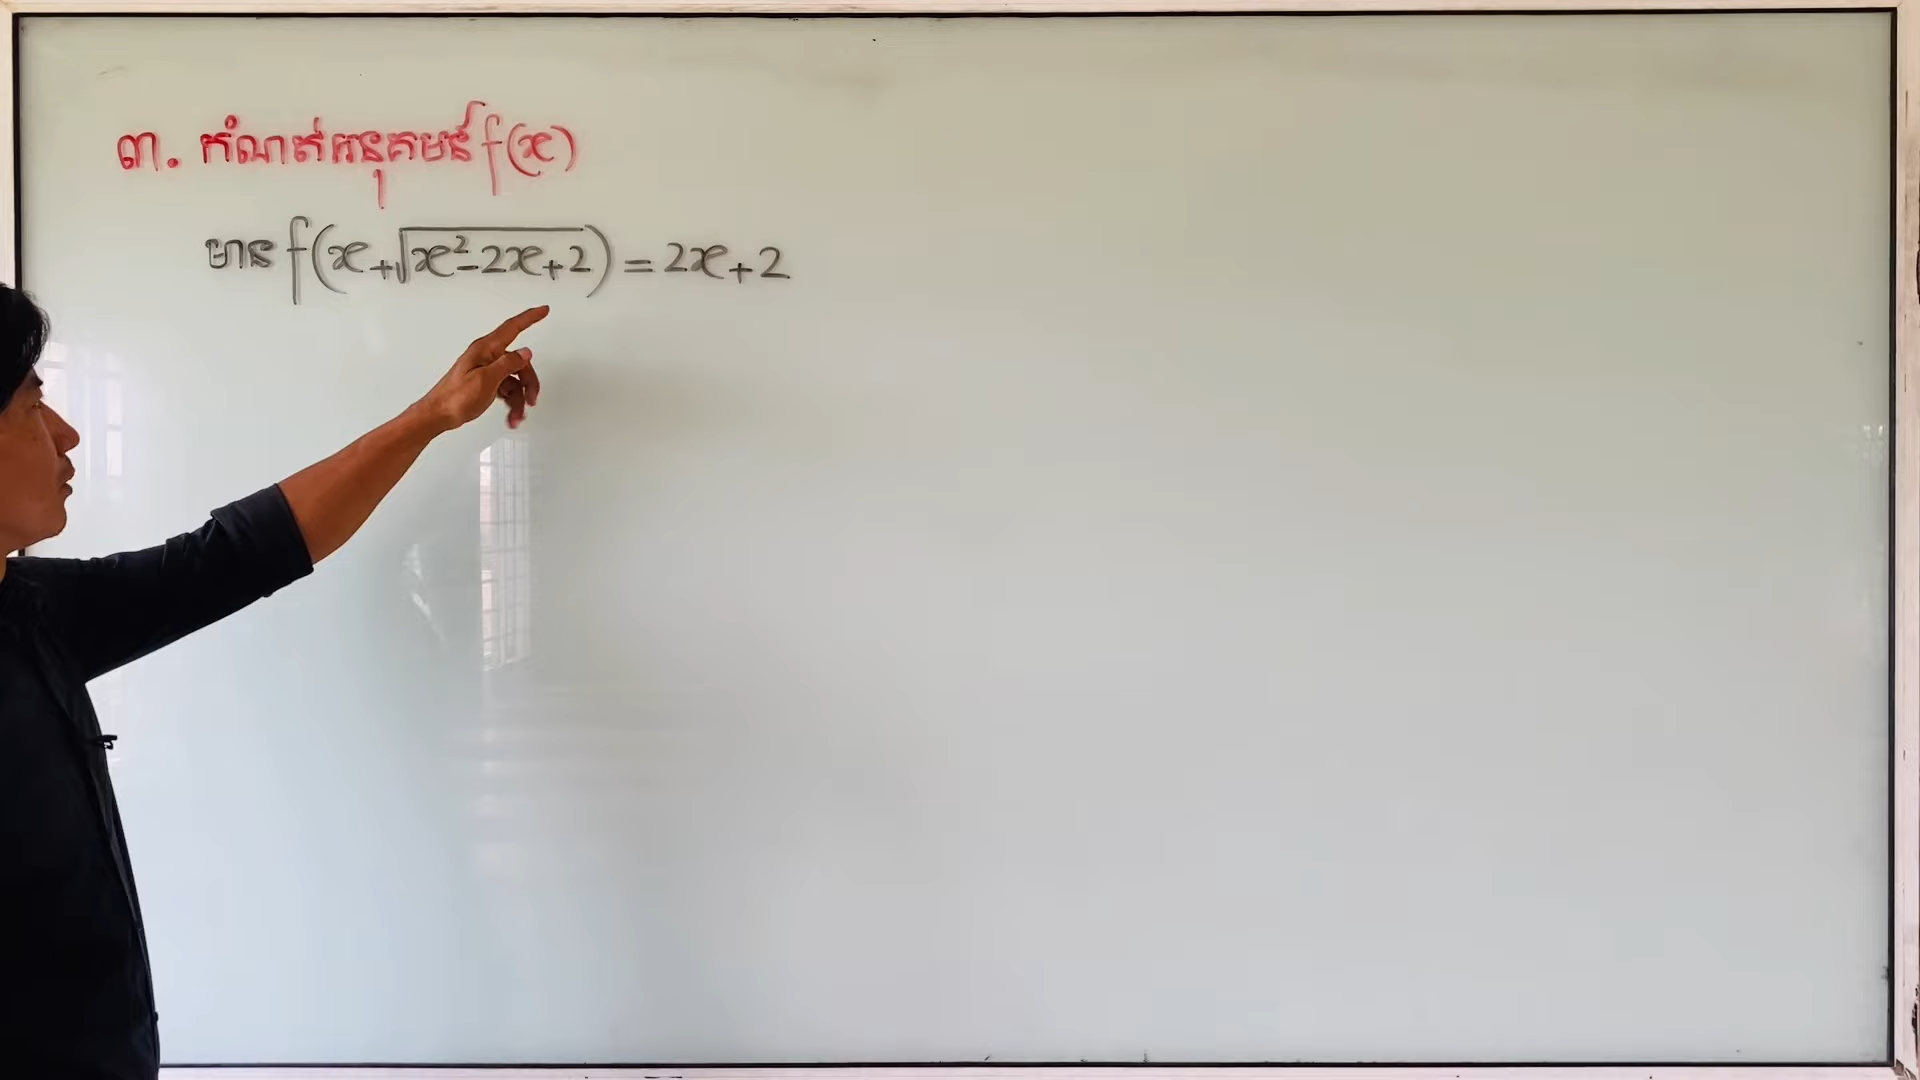 ៣. កំណត់អនុគមន៍ f(x)
មាន f(x+√(x²-2x+2)) = 2x+2